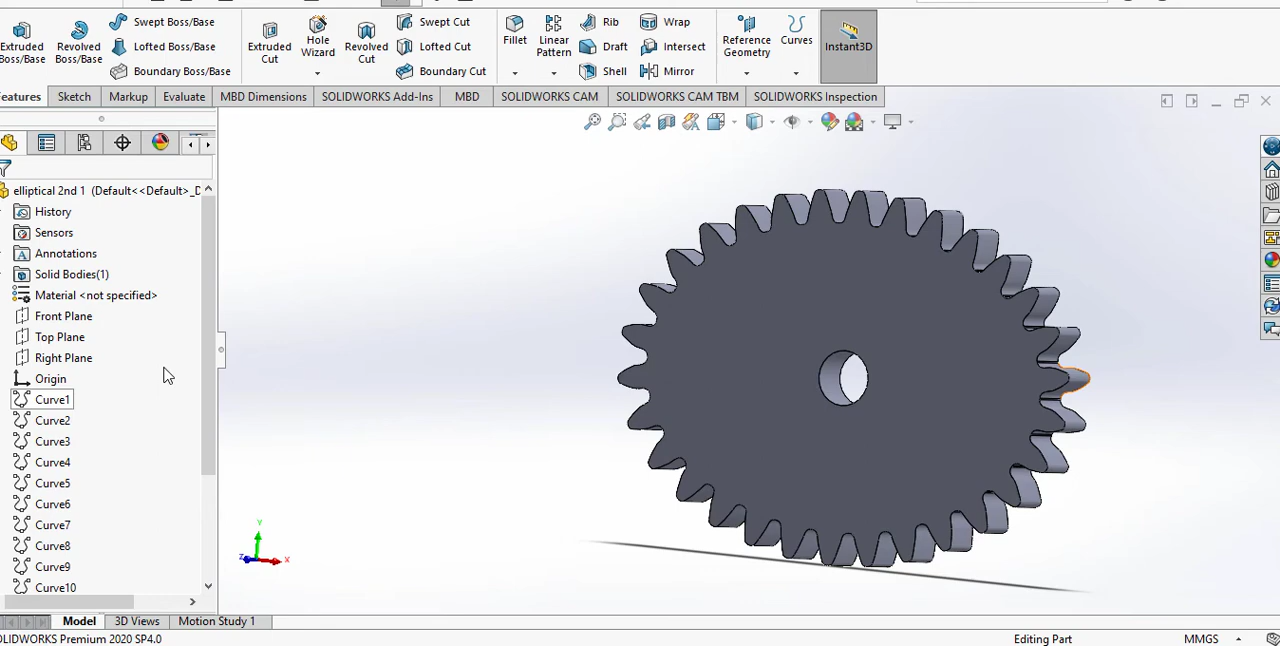 Extruded Boss/Base
Revolved Boss/Base
Swept Boss/Base
Lofted Boss/Base
Boundary Boss/Base
Extruded Cut
Hole Wizard
Revolved Cut
Swept Cut
Lofted Cut
Boundary Cut
Fillet
Linear Pattern
Rib
Draft
Shell
Wrap
Intersect
Mirror
Reference Geometry
Curves
Instant3D
Features Sketch Markup Evaluate MBD Dimensions SOLIDWORKS Add-Ins MBD SOLIDWORKS CAM SOLIDWORKS CAM TBM SOLIDWORKS Inspection
elliptical 2nd 1 (Default<<Default>_D
History
Sensors
Annotations
Solid Bodies(1)
Material <not specified>
Front Plane
Top Plane
Right Plane
Origin
Curve1
Curve2
Curve3
Curve4
Curve5
Curve6
Curve7
Curve8
Curve9
Curve10
Y
Z X
Model 3D Views Motion Study 1
OLIDWORKS Premium 2020 SP4.0 Editing Part MMGS